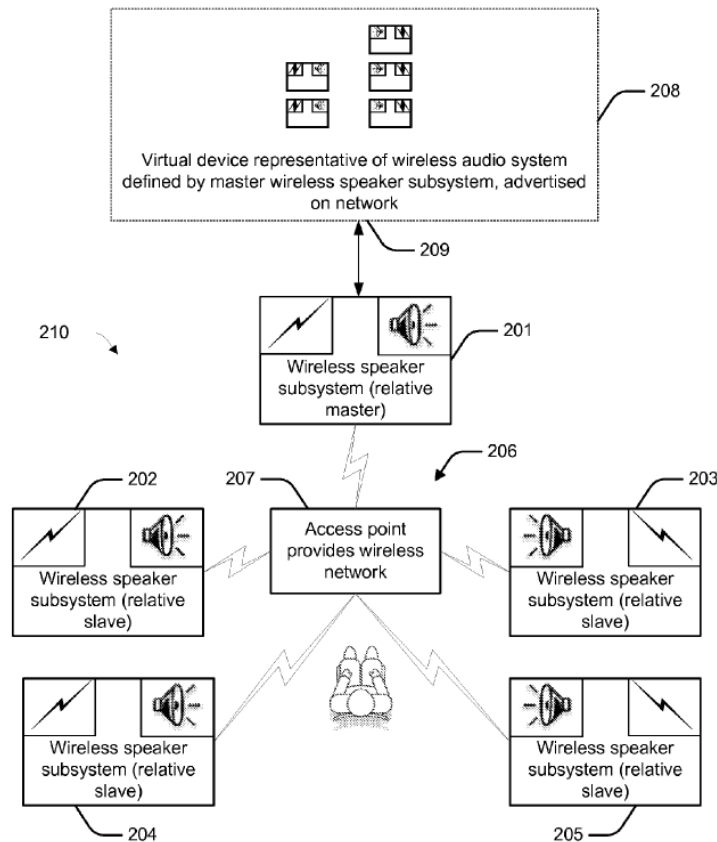 208
Virtual device representative of wireless audio system
defined by master wireless speaker subsystem, advertised
on network
209
210
201
Wireless speaker
subsystem (relative
master)
206
202
207
203
Access point
provides wireless
network
Wireless speaker
subsystem (relative
slave)
Wireless speaker
subsystem (relative
slave)
Wireless speaker
subsystem (relative
slave)
Wireless speaker
subsystem (relative
slave)
204
205